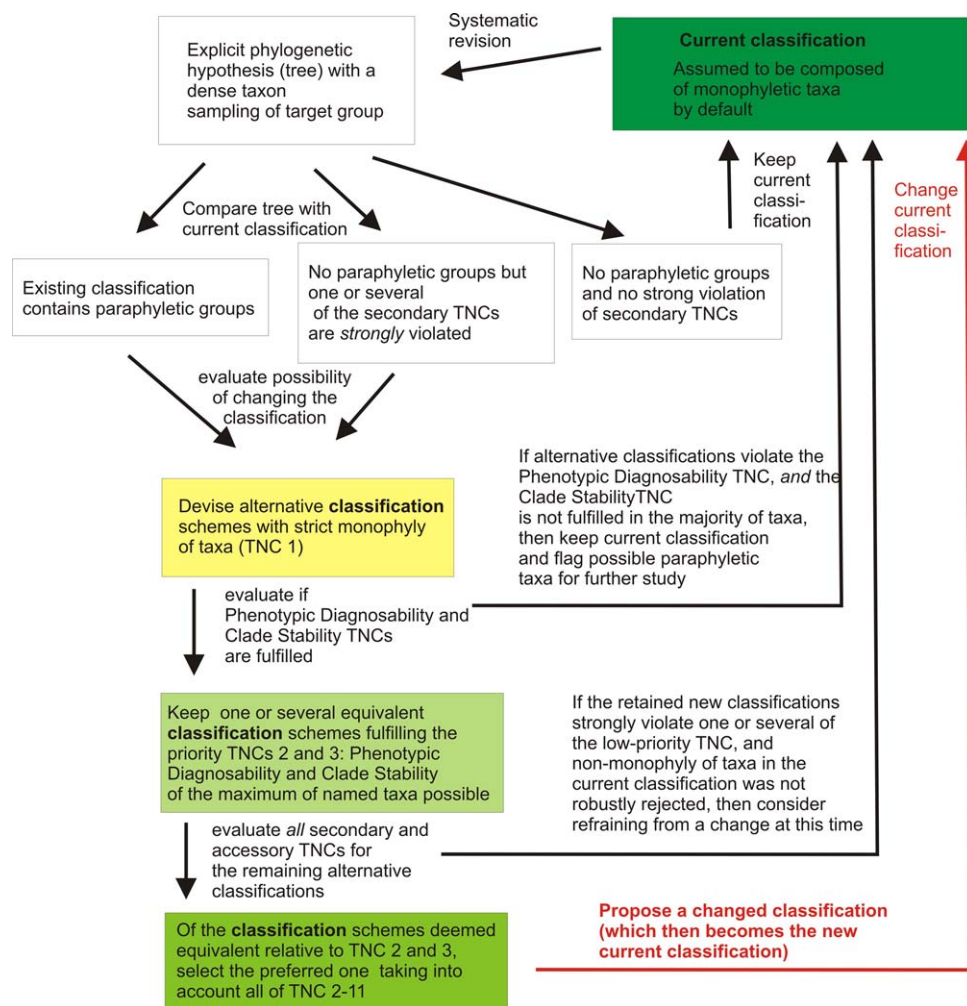 Systematic
revision
Explicit phylogenetic
hypothesis (tree) with a
dense taxon
sampling of target group
Current classification
Assumed to be composed
of monophyletic taxa
by default
Compare tree with
current classification
Keep
current
classi-
fication
Change
current
classi-
fication
Existing classification
contains paraphyletic groups
No paraphyletic groups but
one or several
of the secondary TNCs
are strongly violated
No paraphyletic groups
and no strong violation
of secondary TNCs
evaluate possibility
of changing the
classification
If alternative classifications violate the
Phenotypic Diagnosability TNC, and the
Clade StabilityTNC
is not fulfilled in the majority of taxa,
then keep current classification
and flag possible paraphyletic
taxa for further study
Devise alternative classification
schemes with strict monophyly
of taxa (TNC 1)
evaluate if
Phenotypic Diagnosability and
Clade Stability TNCs
are fulfilled
Keep one or several equivalent
classification schemes fulfilling the
priority TNCs 2 and 3: Phenotypic
Diagnosability and Clade Stability
of the maximum of named taxa possible
If the retained new classifications
strongly violate one or several of
the low-priority TNC, and
non-monophyly of taxa in the
current classification was not
robustly rejected, then consider
refraining from a change at this time
evaluate all secondary and
accessory TNCs for
the remaining alternative
classifications
Of the classification schemes deemed
equivalent relative to TNC 2 and 3,
select the preferred one taking into
account all of TNC 2-11
Propose a changed classification
(which then becomes the new
current classification)